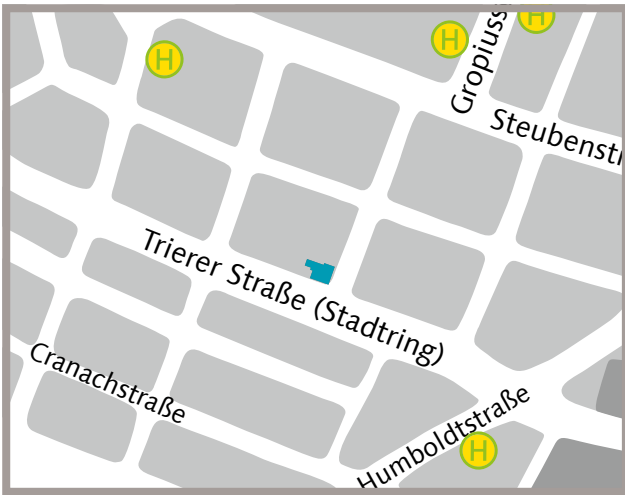 H
H
H
Gropiuss
Steubenstr
Trierer Straße (Stadtring)
Cranachstraße
Humboldtstraße
H